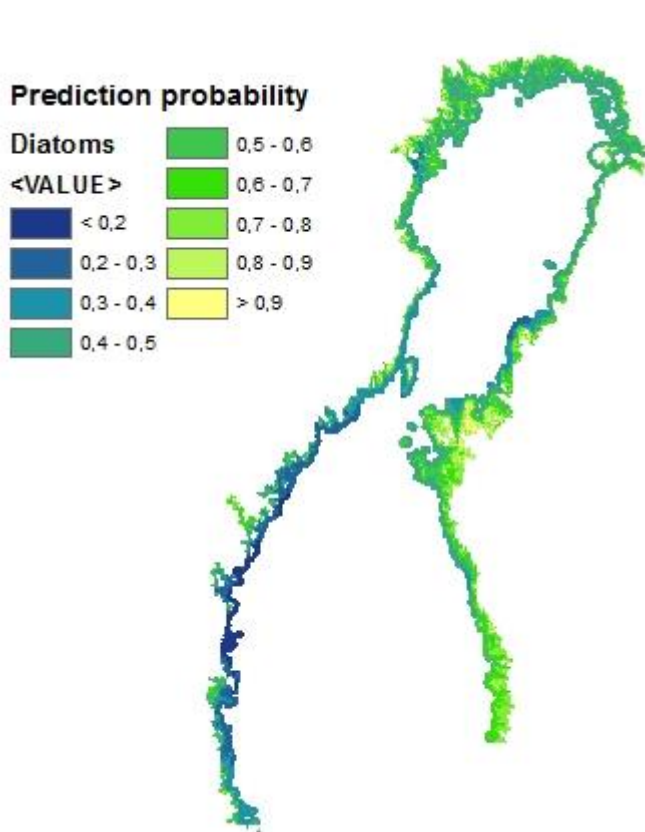 Prediction probability
Diatoms
<VALUE>
< 0,2
0,2 - 0,3
0,3 - 0,4
0,4 - 0,5
0,5 - 0,6
0,6 - 0,7
0,7 - 0,8
0,8 - 0,9
> 0,9